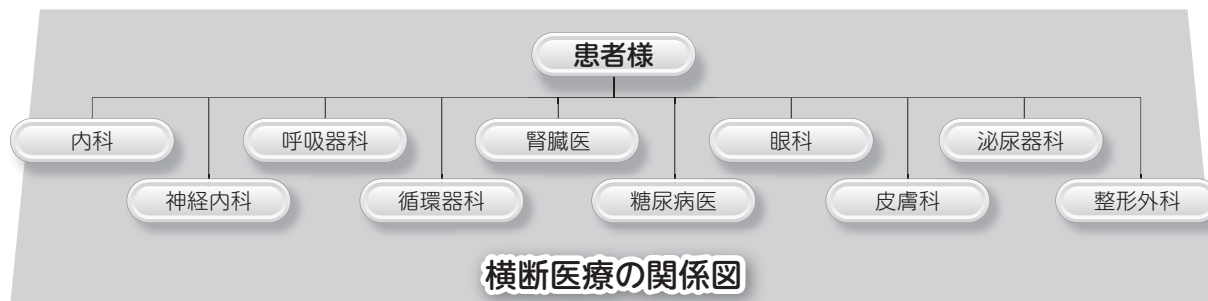 患者様
内科
呼吸器科
腎臓医
眼科
泌尿器科
神経内科
循環器科
糖尿病医
皮膚科
整形外科
横断医療の関係図